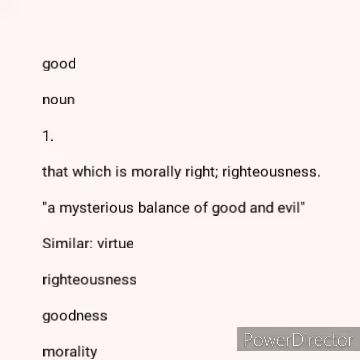 good
noun
1.
that which is morally right; righteousness.
"a mysterious balance of good and evil"
Similar: virtue
righteousness
goodness
morality
PowerDirector